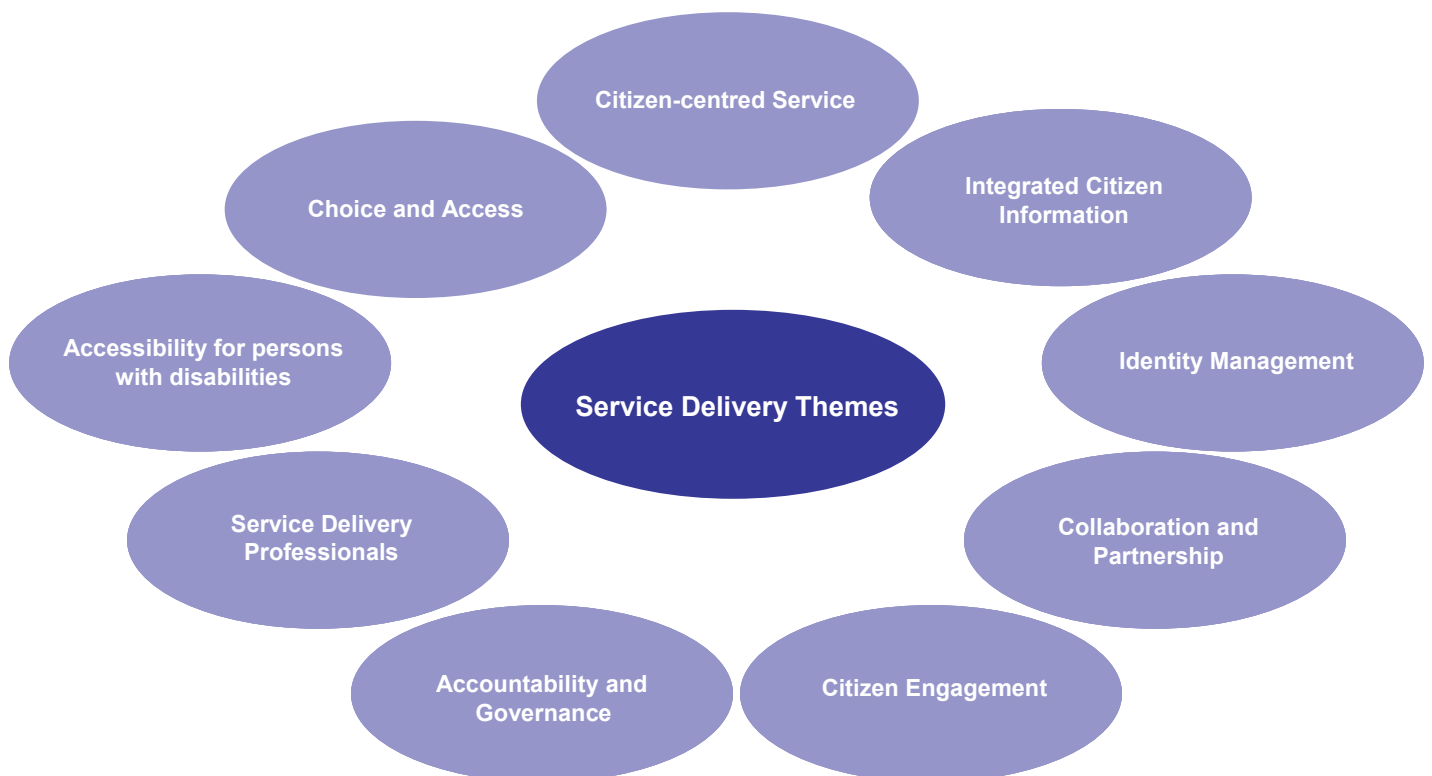 Citizen-centred Service
Choice and Access
Integrated Citizen
Information
Accessibility for persons
with disabilities
Identity Management
Service Delivery Themes
Service Delivery
Professionals
Collaboration and
Partnership
Accountability and
Governance
Citizen Engagement